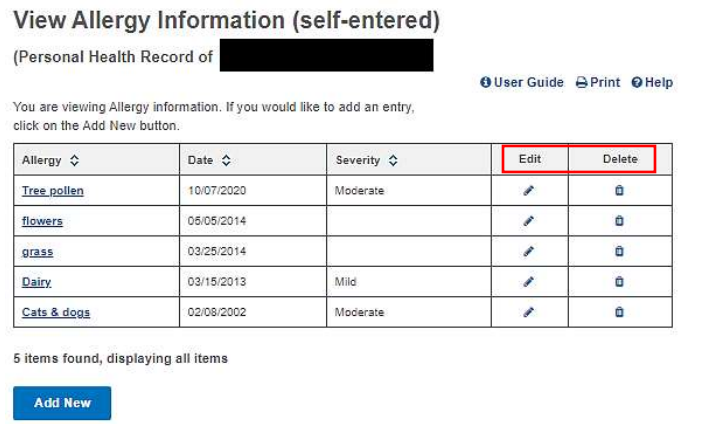 View Allergy Information (self-entered)
(Personal Health Record of
User Guide Print Help
You are viewing Allergy information. If you would like to add an entry,
click on the Add New button.
Allergy Date Severity Edit Delete
Tree pollen 10/07/2020 Moderate
flowers 05/05/2014
grass 03/25/2014
Dairy 03/15/2013 Mild
Cats & dogs 02/08/2002 Moderate
5 items found, displaying all items
Add New